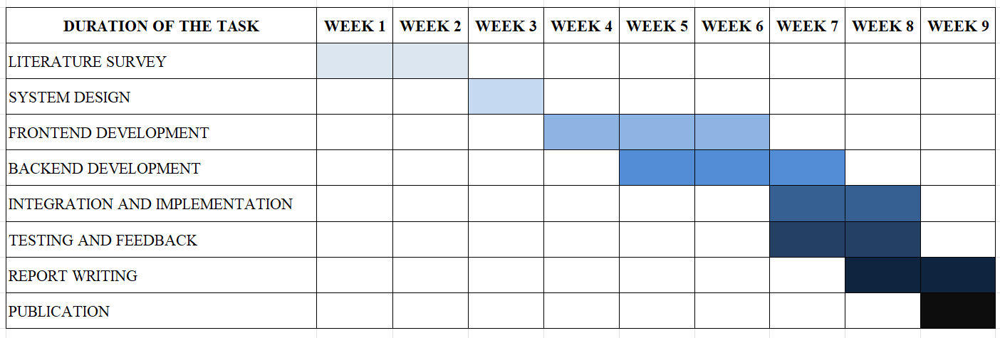 DURATION OF THE TASK WEEK 1 WEEK 2 WEEK 3 WEEK 4 WEEK 5 WEEK 6 WEEK 7 WEEK 8 WEEK 9
LITERATURE SURVEY
SYSTEM DESIGN
FRONTEND DEVELOPMENT
BACKEND DEVELOPMENT
INTEGRATION AND IMPLEMENTATION
TESTING AND FEEDBACK
REPORT WRITING
PUBLICATION